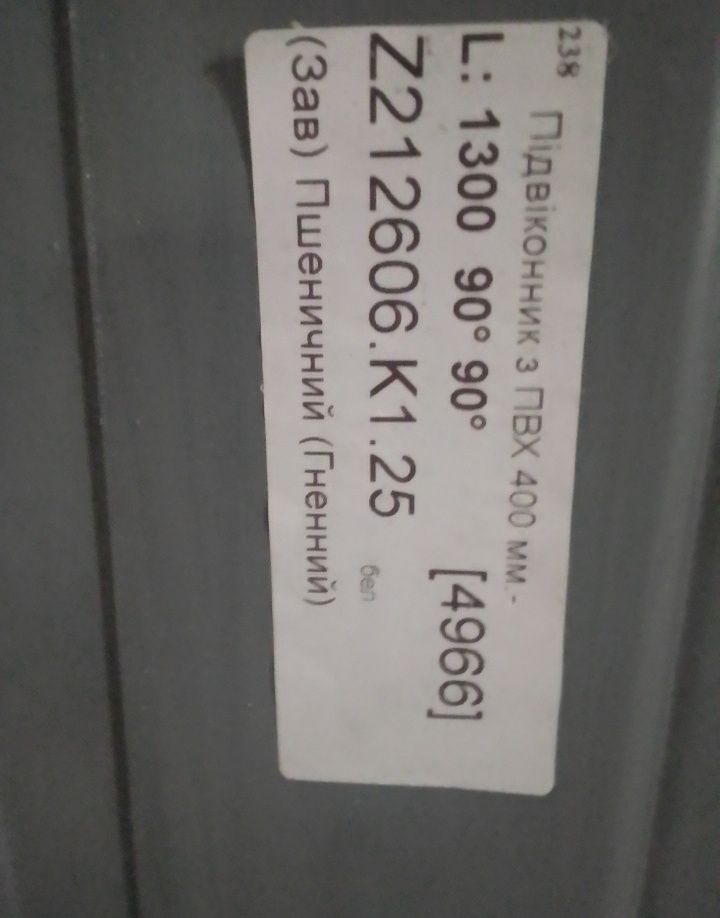 238
Підвіконник з ПВХ 400 мм.-
L: 1300 90° 90° [4966]
Z212606.K1.25 бел
(Зав) Пшеничний (Гненний)